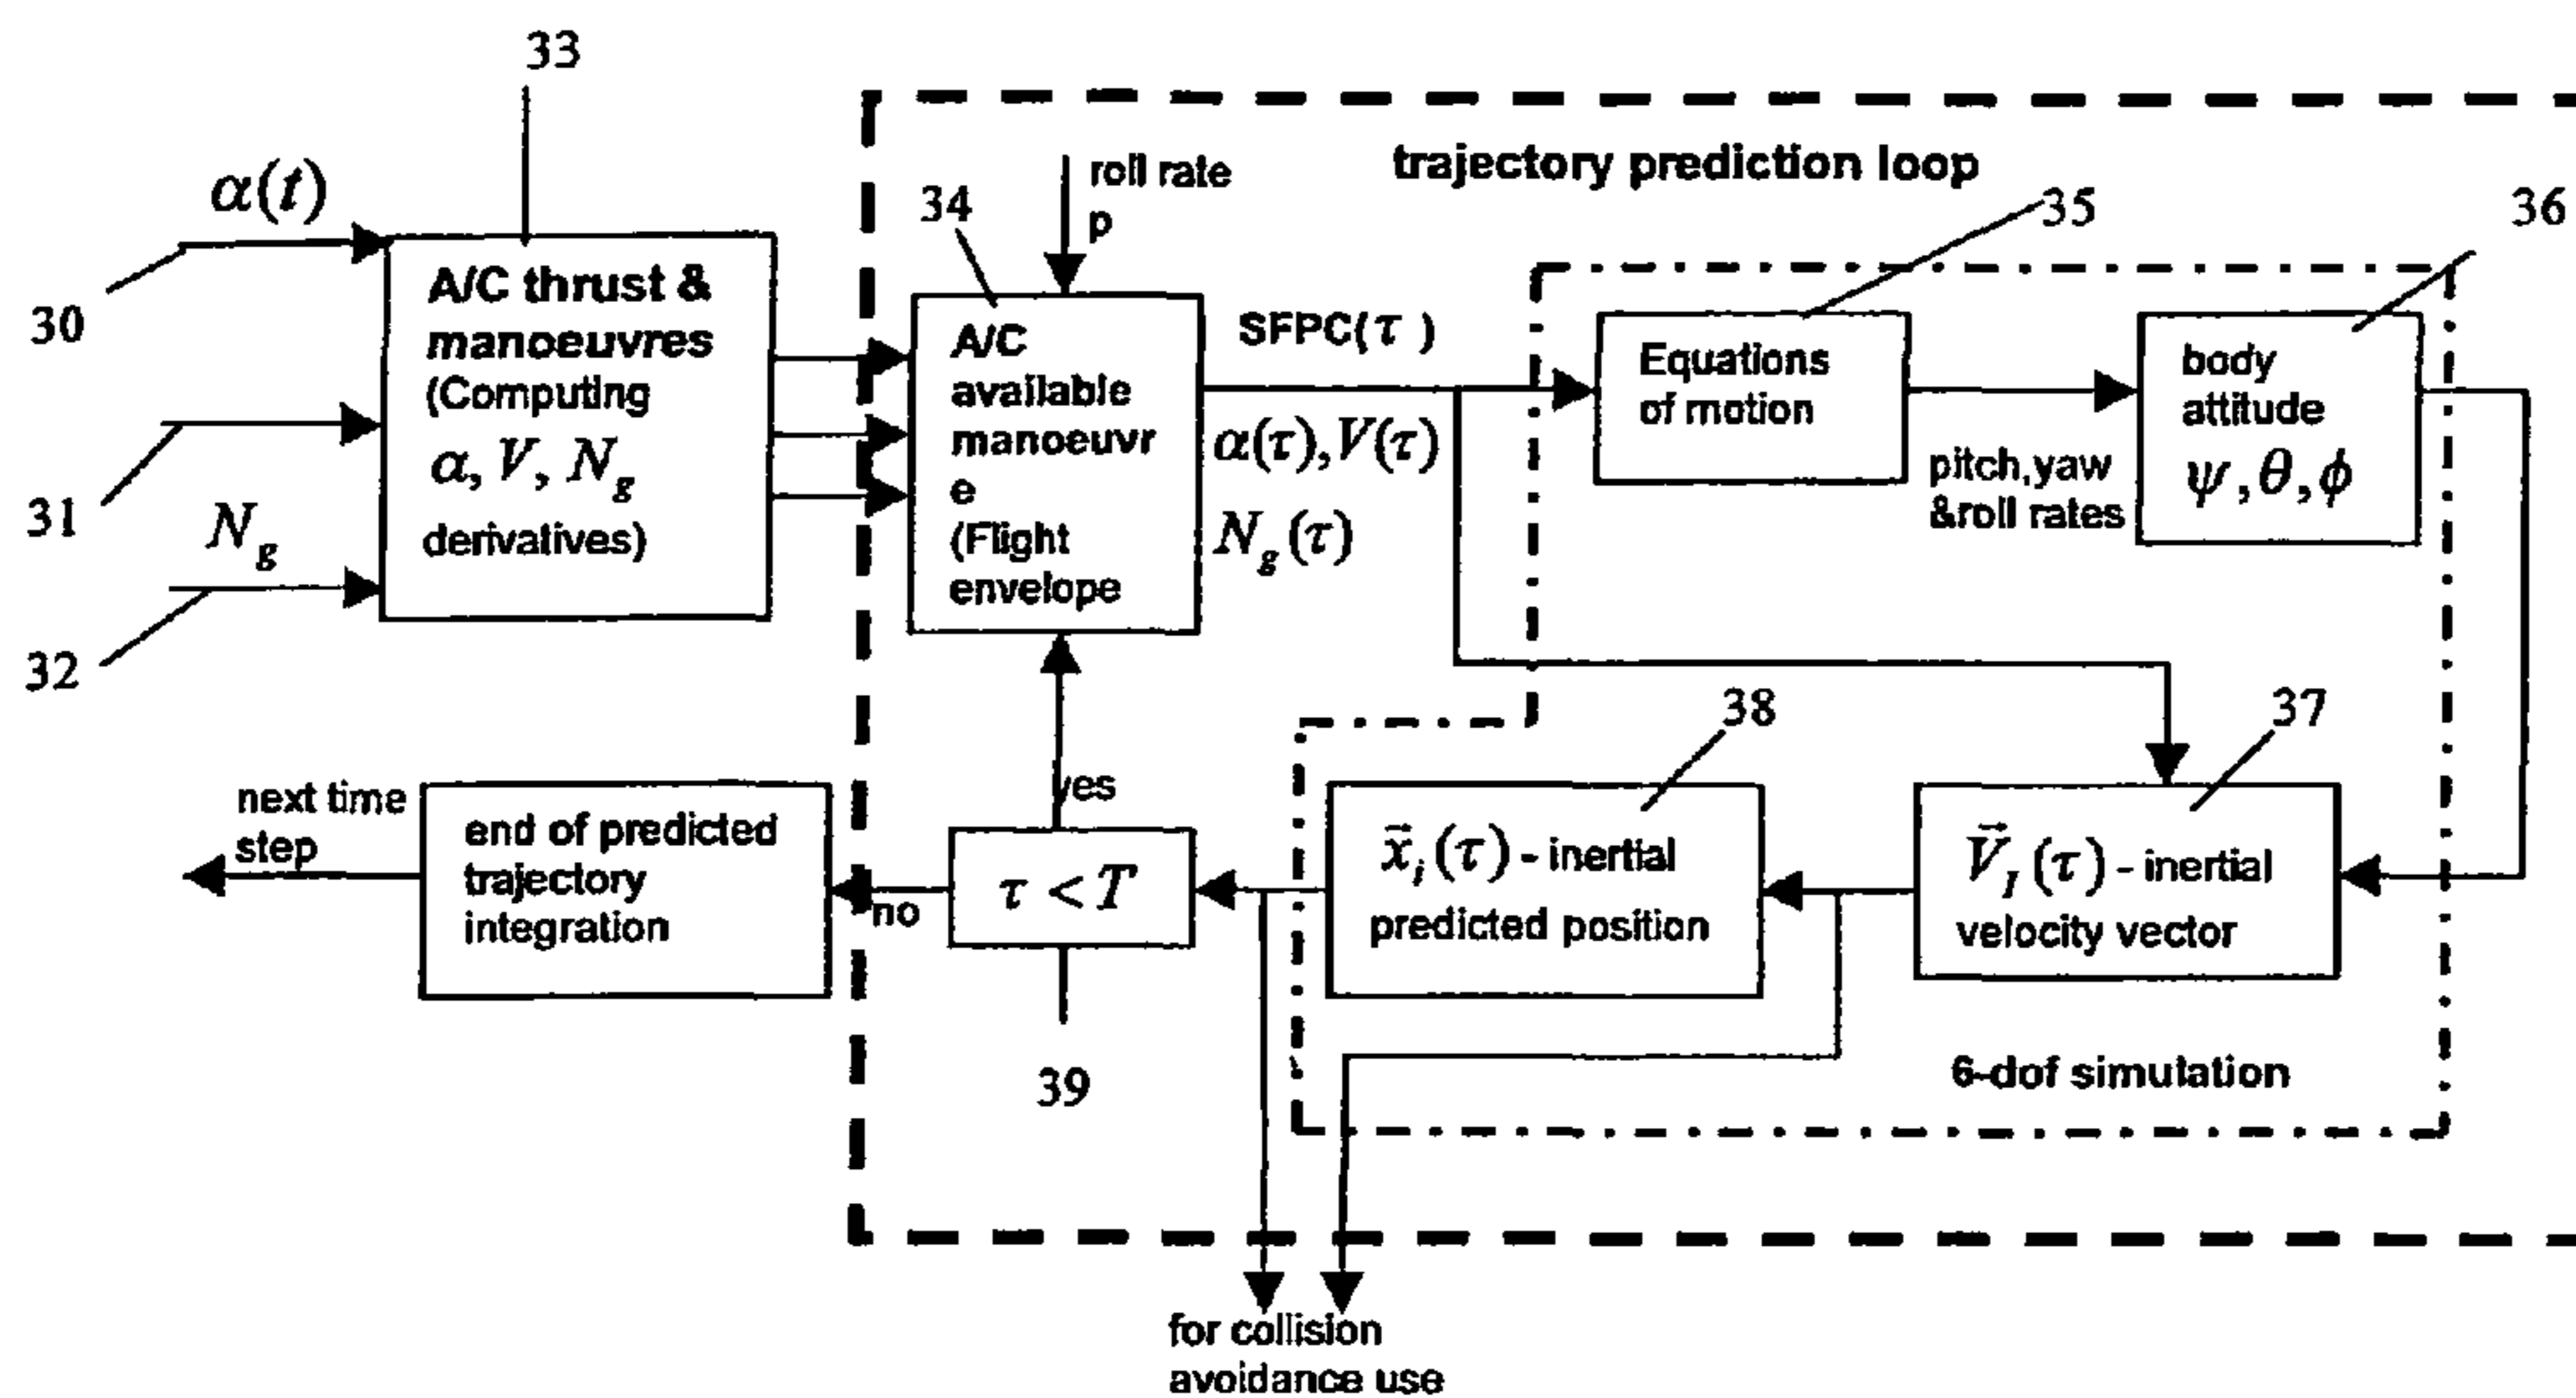 33
trajectory prediction loop
α(t)
30
31
N_g
32
A/C thrust &
manoeuvres
(Computing
α, V, N_g
derivatives)
roll rate
p
34
A/C
available
manoeuvr
e
(Flight
envelope
SFPC(τ )
α(τ),V(τ)
N_g(τ)
35
Equations
of motion
pitch,yaw
&roll rates
36
body
attitude
ψ,θ,ϕ
37
V⃗_I(τ) - inertial
velocity vector
38
x⃗_i(τ) - inertial
predicted position
6-dof simulation
yes
τ < T
39
no
end of predicted
trajectory
integration
next time
step
for collision
avoidance use